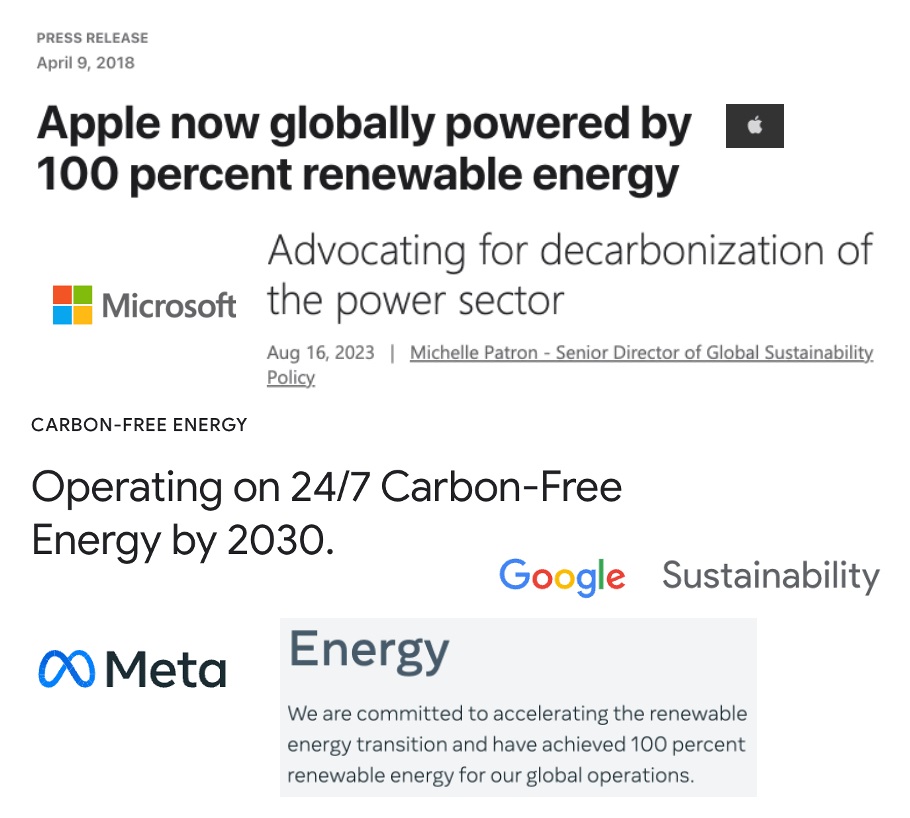 PRESS RELEASE
April 9, 2018
Apple now globally powered by
100 percent renewable energy
Advocating for decarbonization of
the power sector
Microsoft
Aug 16, 2023 | Michelle Patron - Senior Director of Global Sustainability
Policy
CARBON-FREE ENERGY
Operating on 24/7 Carbon-Free
Energy by 2030.
Google Sustainability
Meta
Energy
We are committed to accelerating the renewable
energy transition and have achieved 100 percent
renewable energy for our global operations.